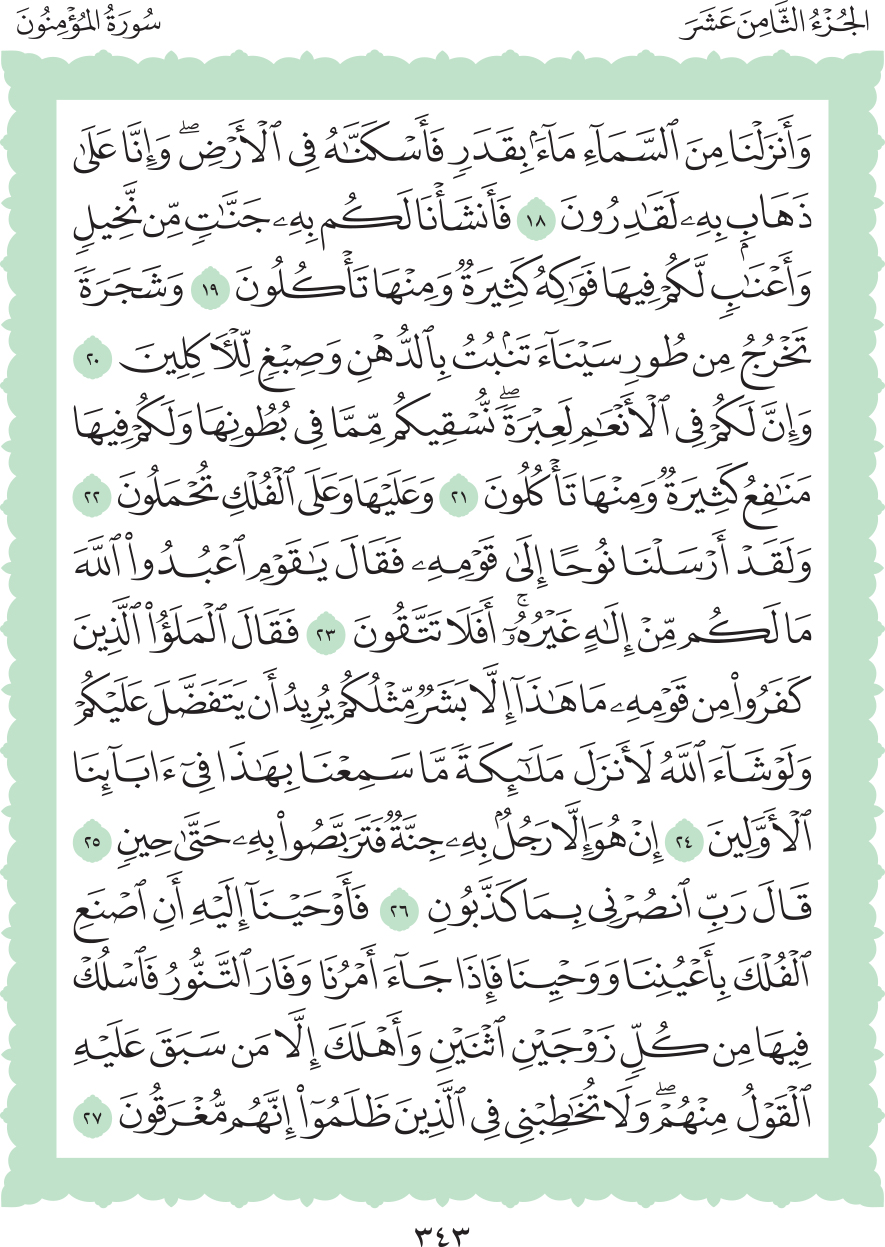 الجُزْءُ الثَّامِنَ عَشَرَ
سُورَةُ المُؤْمِنُونَ
وَأَنزَلْنَا مِنَ ٱلسَّمَآءِ مَآءَۢ بِقَدَرٖ فَأَسْكَنَّٰهُ فِي ٱلْأَرْضِۖ وَإِنَّا عَلَىٰ
ذَهَابِۭ بِهِۦ لَقَٰدِرُونَ ١٨ فَأَنشَأْنَا لَكُم بِهِۦ جَنَّٰتٖ مِّن نَّخِيلٖ
وَأَعْنَٰبٖ لَّكُمْ فِيهَا فَوَٰكِهُ كَثِيرَةٞ وَمِنْهَا تَأْكُلُونَ ١٩ وَشَجَرَةٗ
تَخْرُجُ مِن طُورِ سَيْنَآءَ تَنۢبُتُ بِٱلدُّهْنِ وَصِبْغٖ لِّلْأٓكِلِينَ ٢٠
وَإِنَّ لَكُمْ فِي ٱلْأَنْعَٰمِ لَعِبْرَةٗۖ نُّسْقِيكُم مِّمَّا فِي بُطُونِهَا وَلَكُمْ فِيهَا
مَنَٰفِعُ كَثِيرَةٞ وَمِنْهَا تَأْكُلُونَ ٢١ وَعَلَيْهَا وَعَلَى ٱلْفُلْكِ تُحْمَلُونَ ٢٢
وَلَقَدْ أَرْسَلْنَا نُوحًا إِلَىٰ قَوْمِهِۦ فَقَالَ يَٰقَوْمِ ٱعْبُدُوا۟ ٱللَّهَ
مَا لَكُم مِّنْ إِلَٰهٍ غَيْرُهُۥٓۚ أَفَلَا تَتَّقُونَ ٢٣ فَقَالَ ٱلْمَلَؤُا۟ ٱلَّذِينَ
كَفَرُوا۟ مِن قَوْمِهِۦ مَا هَٰذَآ إِلَّا بَشَرٞ مِّثْلُكُمْ يُرِيدُ أَن يَتَفَضَّلَ عَلَيْكُمْ
وَلَوْ شَآءَ ٱللَّهُ لَأَنزَلَ مَلَٰٓئِكَةٗ مَّا سَمِعْنَا بِهَٰذَا فِيٓ ءَابَآئِنَا
ٱلْأَوَّلِينَ ٢٤ إِنْ هُوَ إِلَّا رَجُلُۢ بِهِۦ جِنَّةٞ فَتَرَبَّصُوا۟ بِهِۦ حَتَّىٰ حِينٖ ٢٥
قَالَ رَبِّ ٱنصُرْنِي بِمَا كَذَّبُونِ ٢٦ فَأَوْحَيْنَآ إِلَيْهِ أَنِ ٱصْنَعِ
ٱلْفُلْكَ بِأَعْيُنِنَا وَوَحْيِنَا فَإِذَا جَآءَ أَمْرُنَا وَفَارَ ٱلتَّنُّورُ فَٱسْلُكْ
فِيهَا مِن كُلّٖ زَوْجَيْنِ ٱثْنَيْنِ وَأَهْلَكَ إِلَّا مَن سَبَقَ عَلَيْهِ
ٱلْقَوْلُ مِنْهُمْۖ وَلَا تُخَٰطِبْنِي فِي ٱلَّذِينَ ظَلَمُوٓا۟ إِنَّهُم مُّغْرَقُونَ ٢٧
٣٤٣